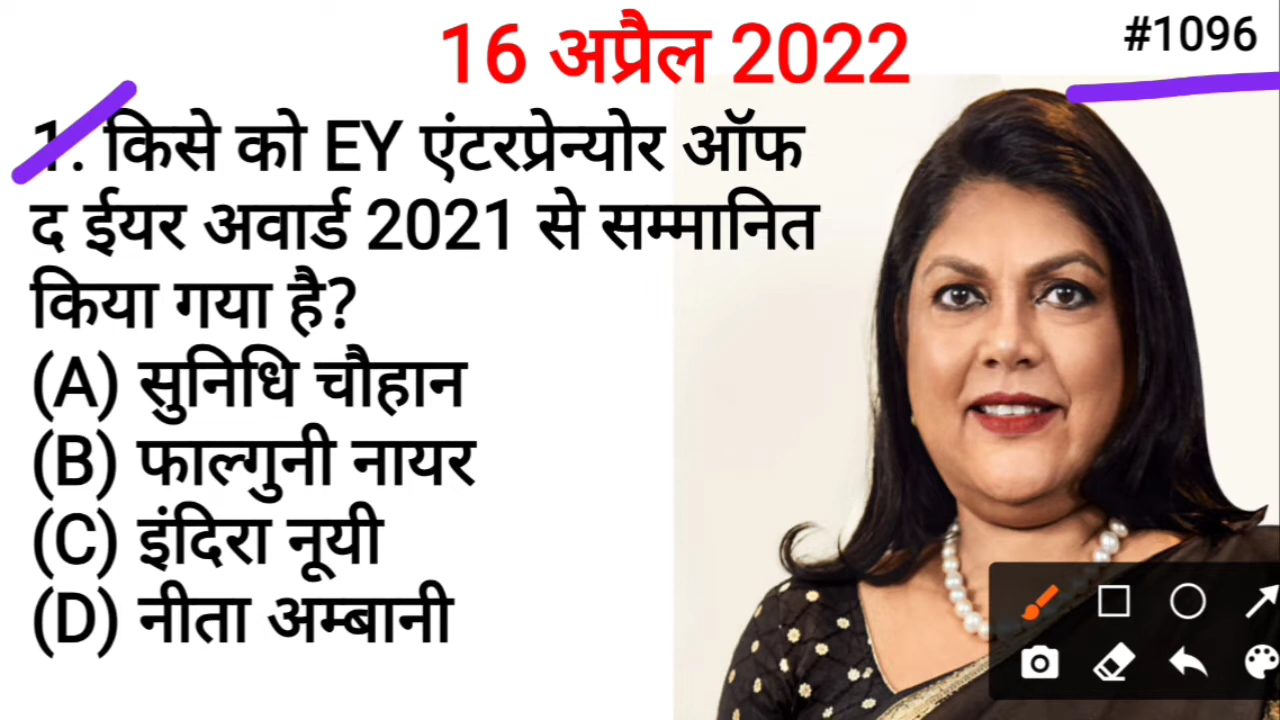 16 अप्रैल 2022
#1096
1. किसे को EY एंटरप्रेन्योर ऑफ
द ईयर अवार्ड 2021 से सम्मानित
किया गया है?
(A) सुनिधि चौहान
(B) फाल्गुनी नायर
(C) इंदिरा नूयी
(D) नीता अम्बानी